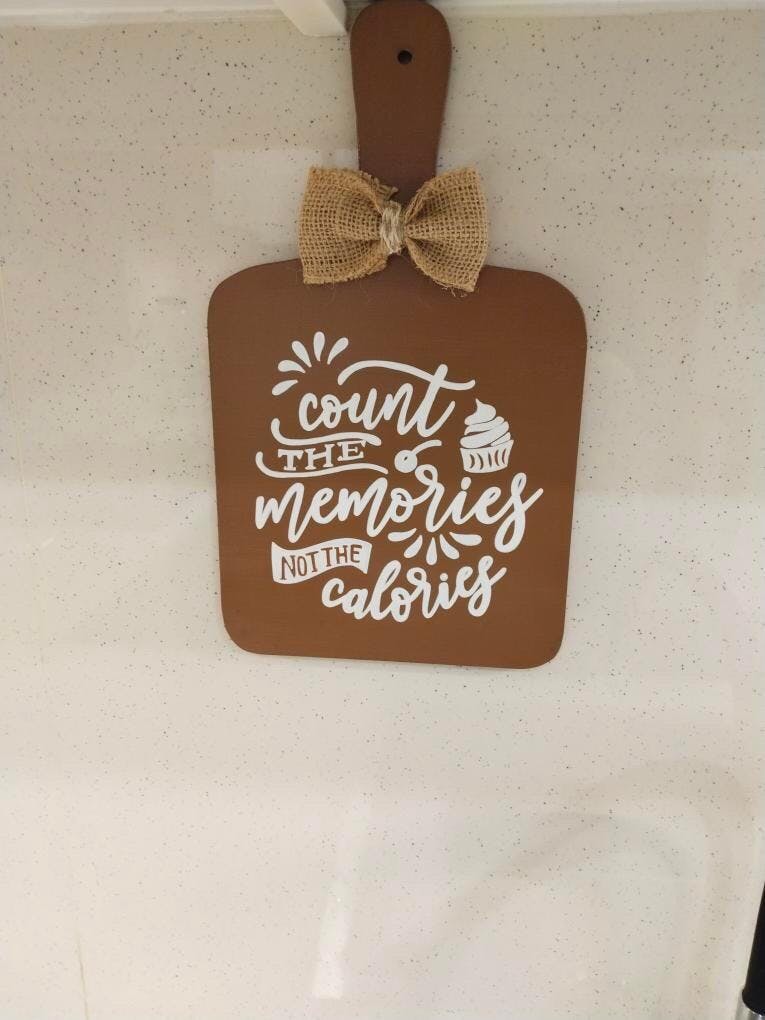 count
THE
memories
NOT THE
calories